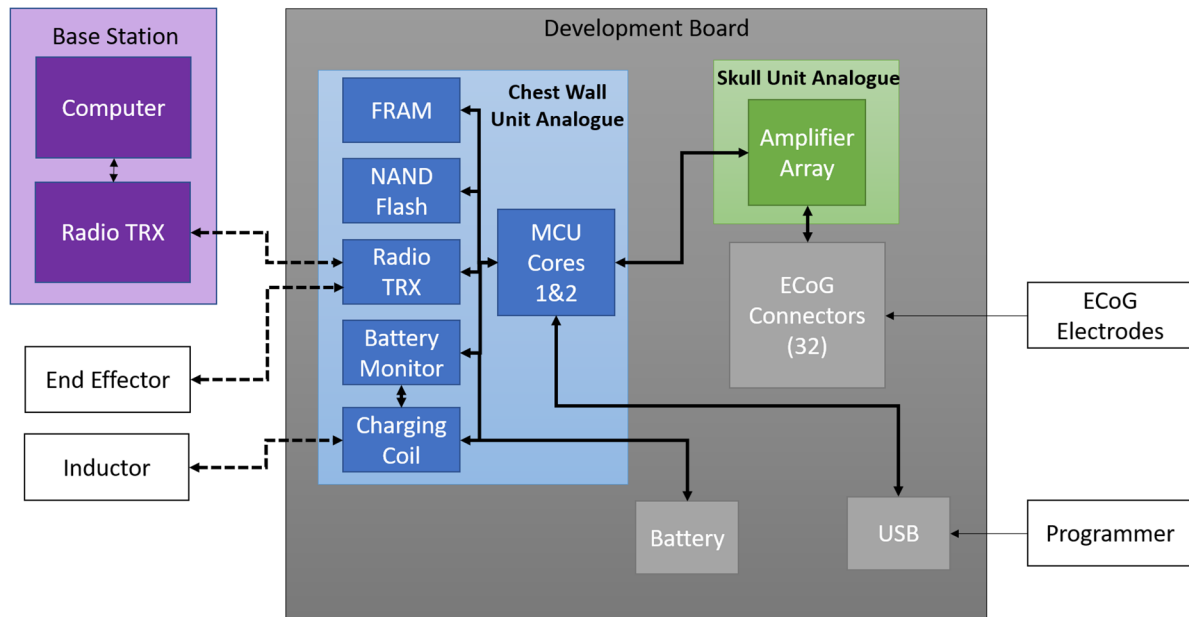 Base Station
Computer
Radio TRX
End Effector
Inductor
Development Board
Chest Wall
Unit Analogue
FRAM
NAND
Flash
Radio
TRX
Battery
Monitor
Charging
Coil
MCU
Cores
1&2
Skull Unit Analogue
Amplifier
Array
ECoG
Connectors
(32)
Battery
USB
ECoG
Electrodes
Programmer